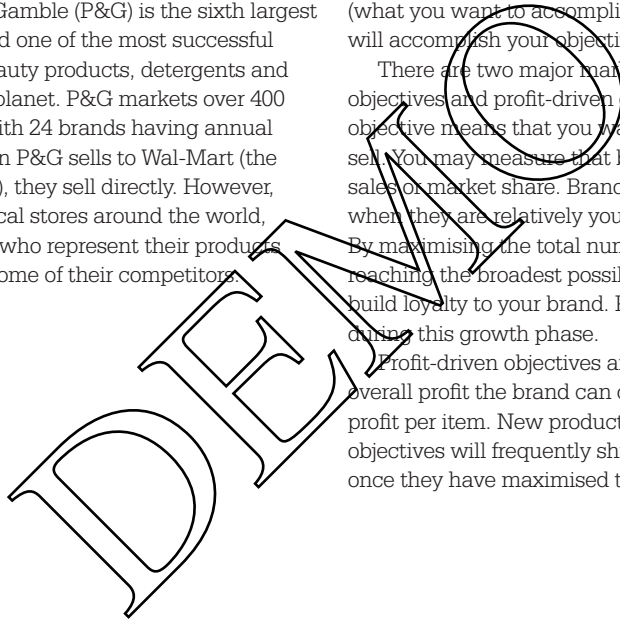 Gamble (P&G) is the sixth largest
d one of the most successful
auty products, detergents and
planet. P&G markets over 400
ith 24 brands having annual
n P&G sells to Wal-Mart (the
), they sell directly. However,
cal stores around the world,
who represent their products
ome of their competitors.
(what you want to accompli
will accomplish your objecti
There are two major mark
objectives and profit-driven
objective means that you wa
sell. You may measure that b
sales or market share. Brand
when they are relatively you
By maximising the total num
reaching the broadest possil
build loyalty to your brand. P
during this growth phase.
Profit-driven objectives ar
overall profit the brand can
profit per item. New product
objectives will frequently shi
once they have maximised t
DEMO